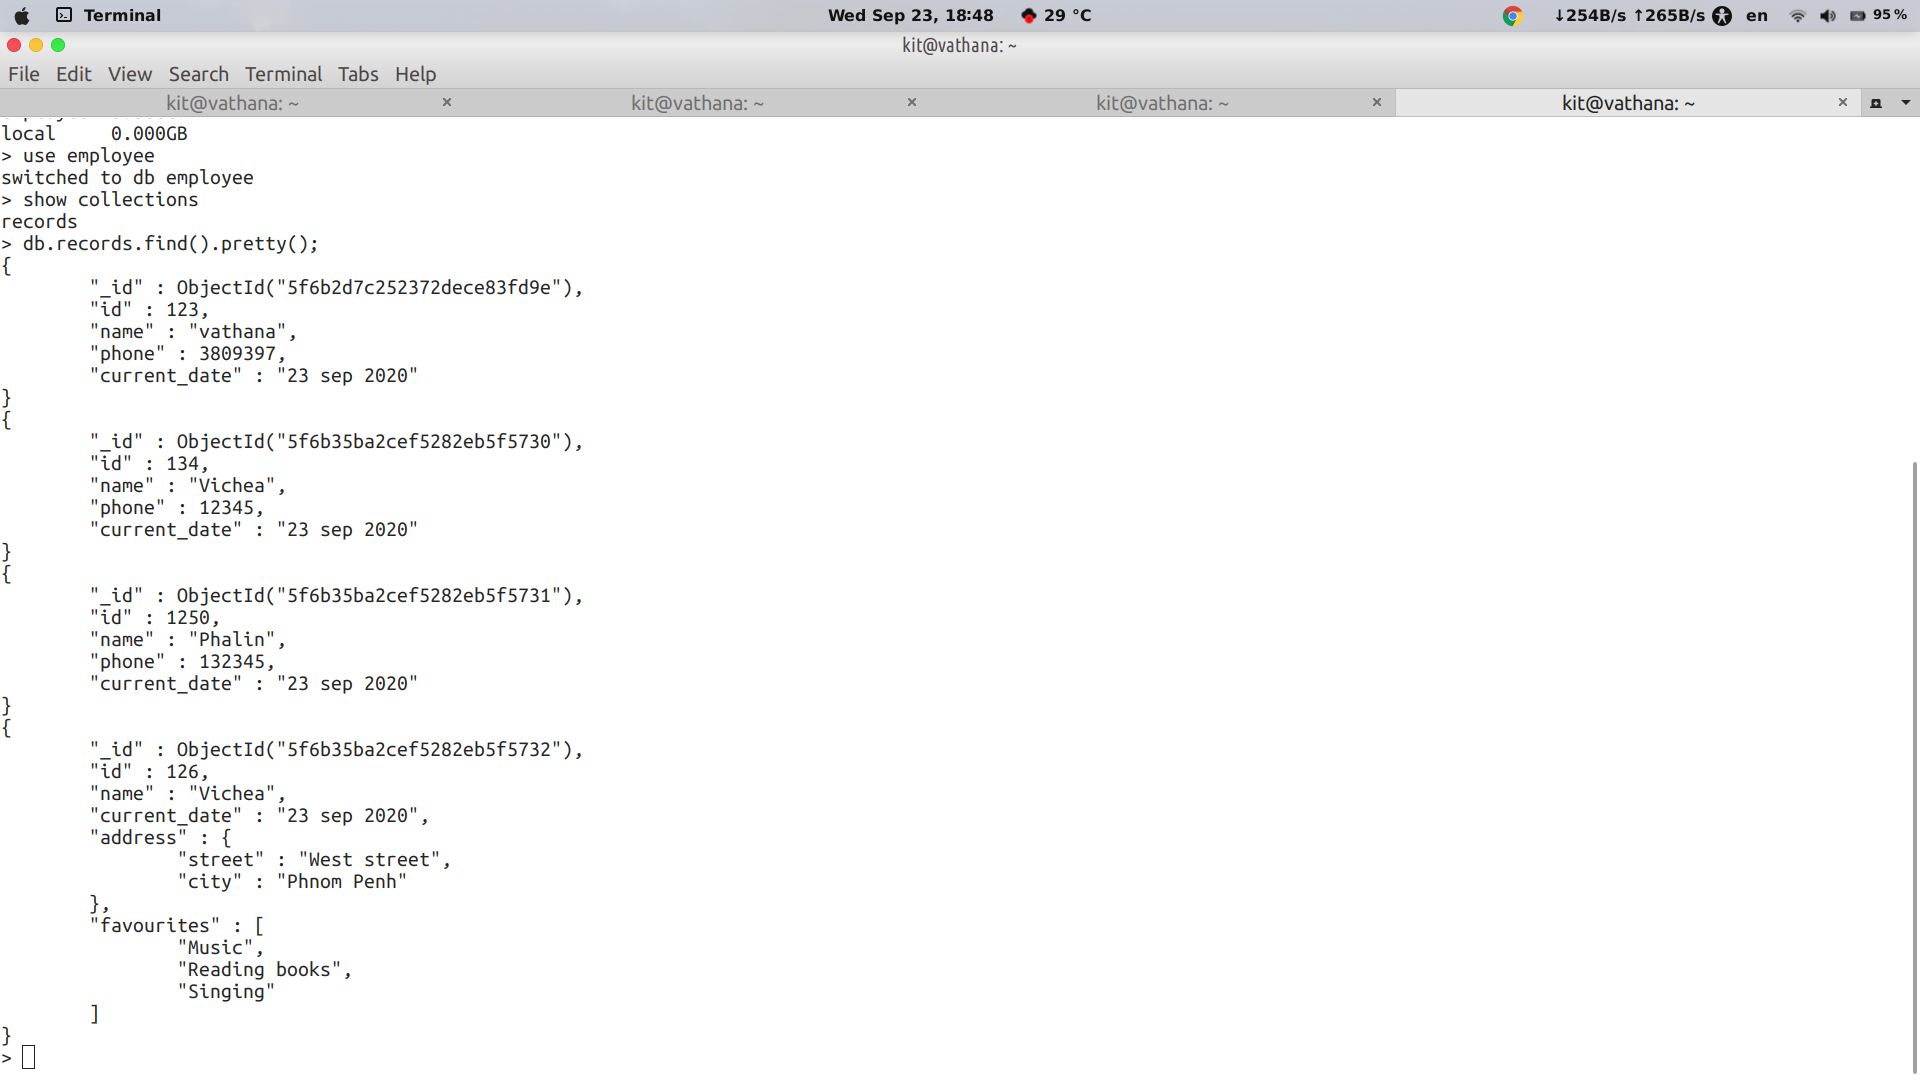 Terminal
Wed Sep 23, 18:48
29 °C
↓254B/s ↑265B/s
en
95 %
kit@vathana: ~
File Edit View Search Terminal Tabs Help
kit@vathana: ~ × kit@vathana: ~ × kit@vathana: ~ × kit@vathana: ~ ×
local     0.000GB
> use employee
switched to db employee
> show collections
records
> db.records.find().pretty();
{
        "_id" : ObjectId("5f6b2d7c252372dece83fd9e"),
        "id" : 123,
        "name" : "vathana",
        "phone" : 3809397,
        "current_date" : "23 sep 2020"
}
{
        "_id" : ObjectId("5f6b35ba2cef5282eb5f5730"),
        "id" : 134,
        "name" : "Vichea",
        "phone" : 12345,
        "current_date" : "23 sep 2020"
}
{
        "_id" : ObjectId("5f6b35ba2cef5282eb5f5731"),
        "id" : 1250,
        "name" : "Phalin",
        "phone" : 132345,
        "current_date" : "23 sep 2020"
}
{
        "_id" : ObjectId("5f6b35ba2cef5282eb5f5732"),
        "id" : 126,
        "name" : "Vichea",
        "current_date" : "23 sep 2020",
        "address" : {
                "street" : "West street",
                "city" : "Phnom Penh"
        },
        "favourites" : [
                "Music",
                "Reading books",
                "Singing"
        ]
}
>